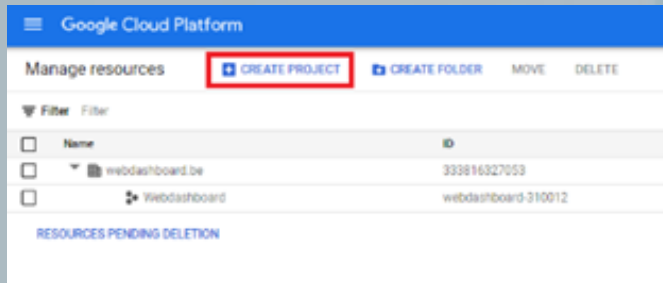 Google Cloud Platform
Manage resources CREATE PROJECT CREATE FOLDER MOVE DELETE
Filter Filter
Name ID
webdashboard.be 333816327053
Webdashboard webdashboard-310012
RESOURCES PENDING DELETION